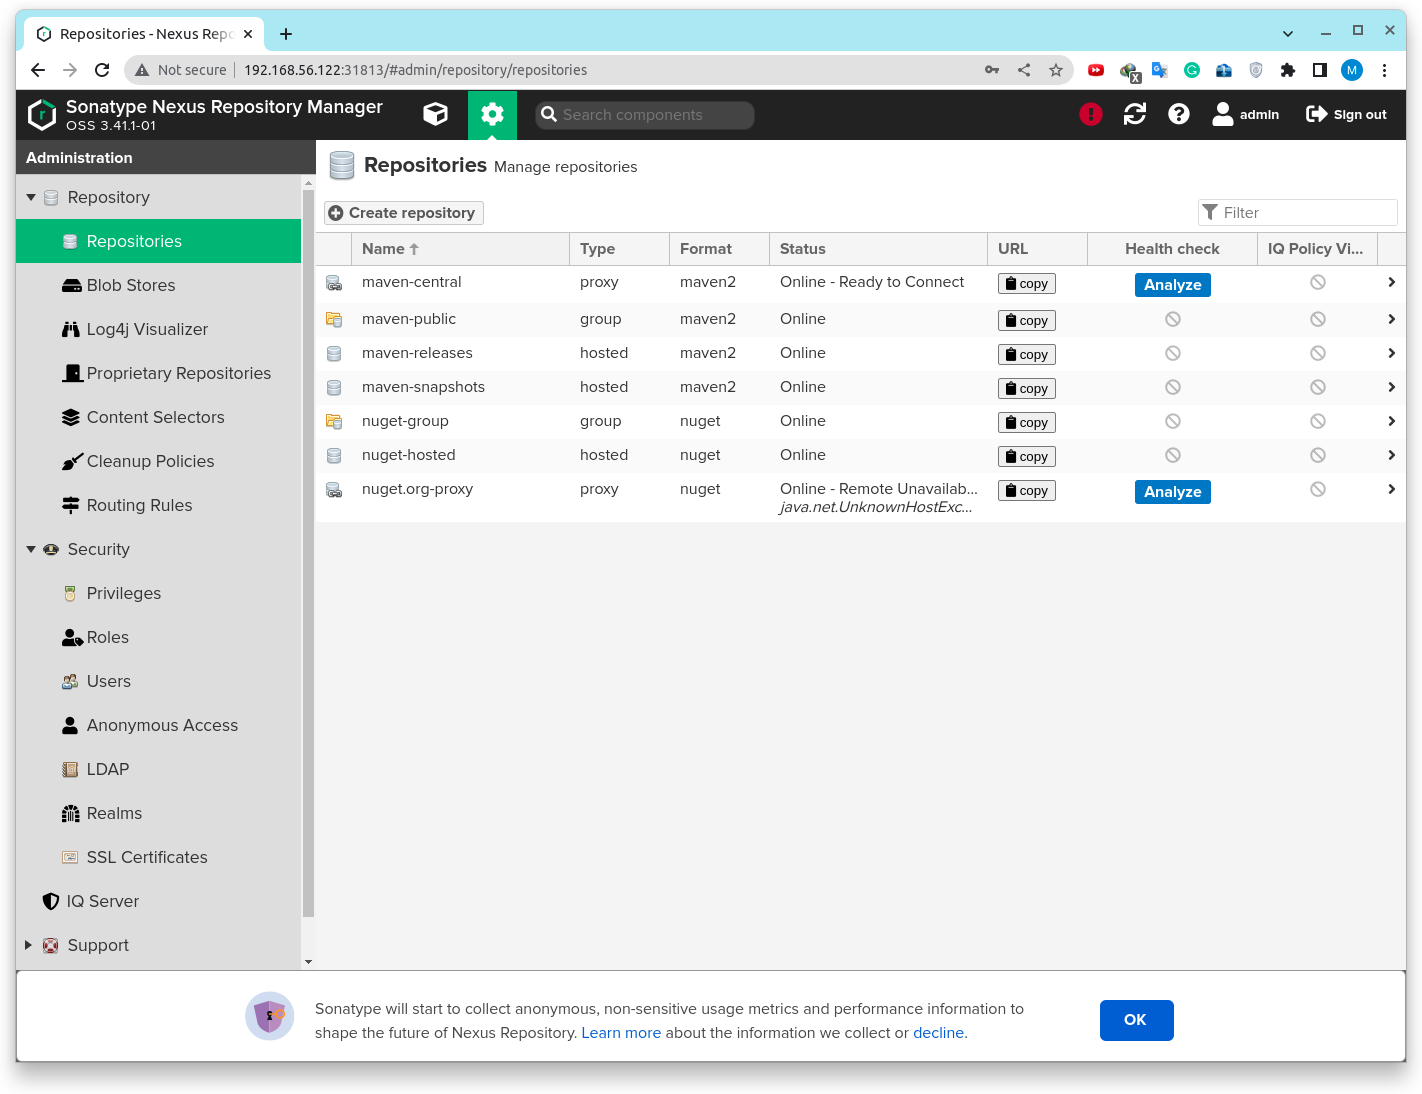 Repositories - Nexus Repo
Not secure
192.168.56.122:31813/#admin/repository/repositories
X
G
M
Sonatype Nexus Repository Manager
OSS 3.41.1-01
Search components
admin
Sign out
Administration
Repository
Repositories
Blob Stores
Log4j Visualizer
Proprietary Repositories
Content Selectors
Cleanup Policies
Routing Rules
Security
Privileges
Roles
Users
Anonymous Access
LDAP
Realms
SSL Certificates
IQ Server
Support
Repositories Manage repositories
Create repository
Filter
Name Type Format Status URL Health check IQ Policy Vi...
maven-central proxy maven2 Online - Ready to Connect copy Analyze
maven-public group maven2 Online copy
maven-releases hosted maven2 Online copy
maven-snapshots hosted maven2 Online copy
nuget-group group nuget Online copy
nuget-hosted hosted nuget Online copy
nuget.org-proxy proxy nuget Online - Remote Unavailab... copy Analyze
java.net.UnknownHostExc...
Sonatype will start to collect anonymous, non-sensitive usage metrics and performance information to
shape the future of Nexus Repository. Learn more about the information we collect or decline.
OK